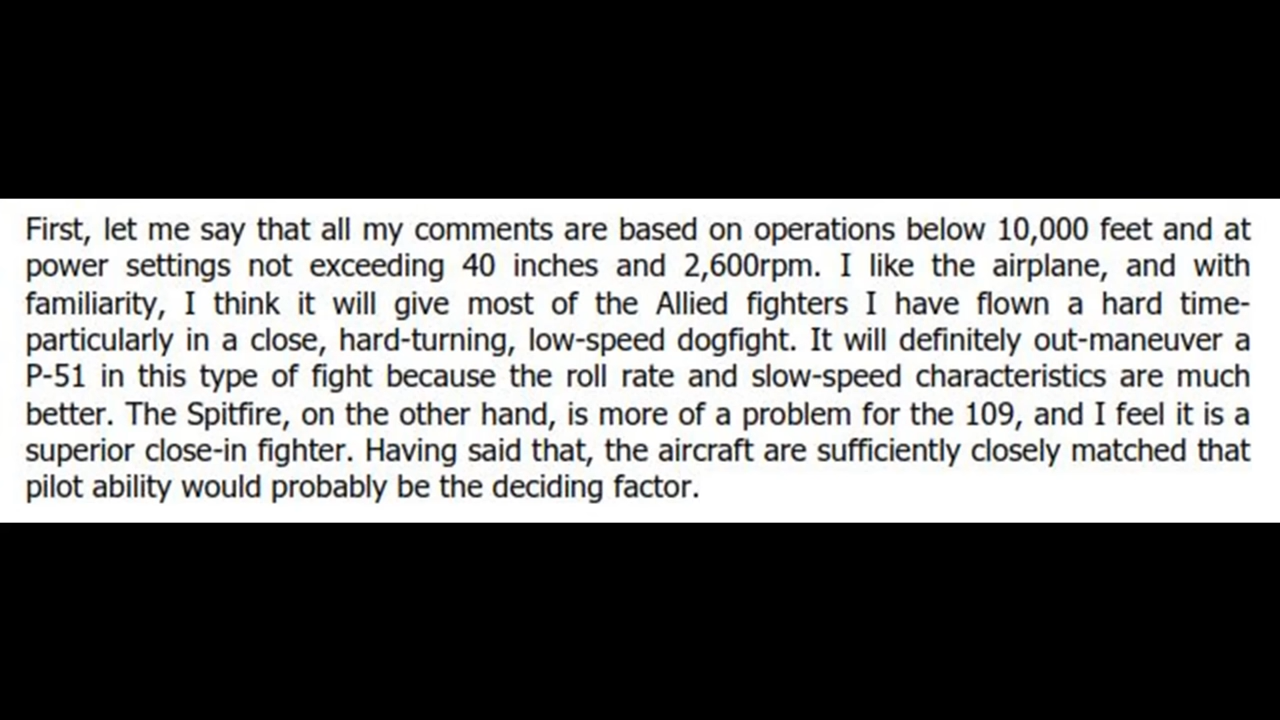 First, let me say that all my comments are based on operations below 10,000 feet and at
power settings not exceeding 40 inches and 2,600rpm. I like the airplane, and with
familiarity, I think it will give most of the Allied fighters I have flown a hard time-
particularly in a close, hard-turning, low-speed dogfight. It will definitely out-maneuver a
P-51 in this type of fight because the roll rate and slow-speed characteristics are much
better. The Spitfire, on the other hand, is more of a problem for the 109, and I feel it is a
superior close-in fighter. Having said that, the aircraft are sufficiently closely matched that
pilot ability would probably be the deciding factor.